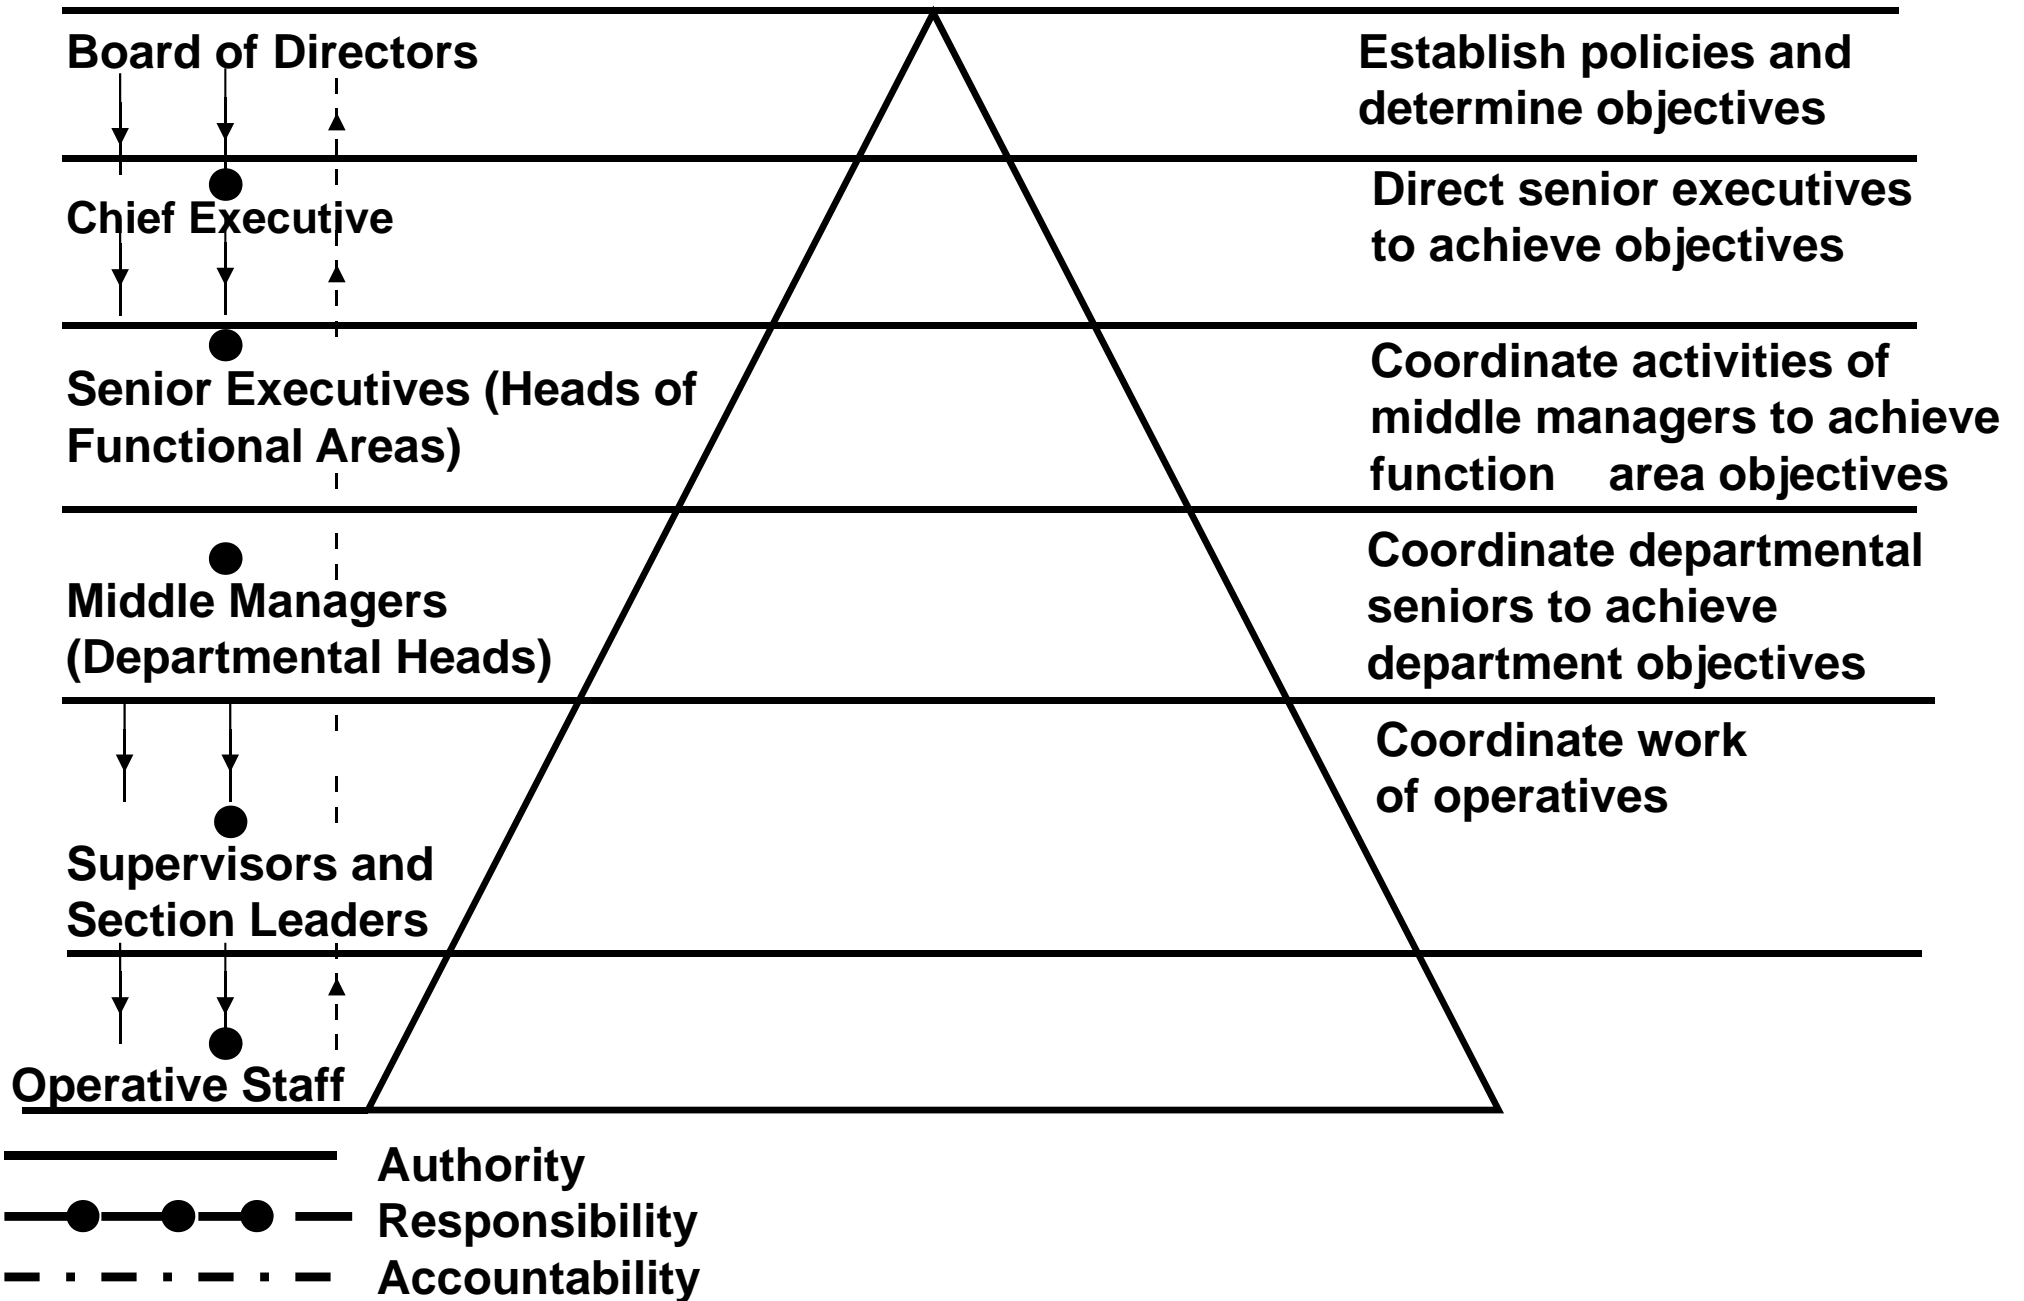 Board of Directors
Establish policies and
determine objectives
Chief Executive
Direct senior executives
to achieve objectives
Senior Executives (Heads of
Functional Areas)
Coordinate activities of
middle managers to achieve
function area objectives
Middle Managers
(Departmental Heads)
Coordinate departmental
seniors to achieve
department objectives
Supervisors and
Section Leaders
Coordinate work
of operatives
Operative Staff
Authority
Responsibility
Accountability